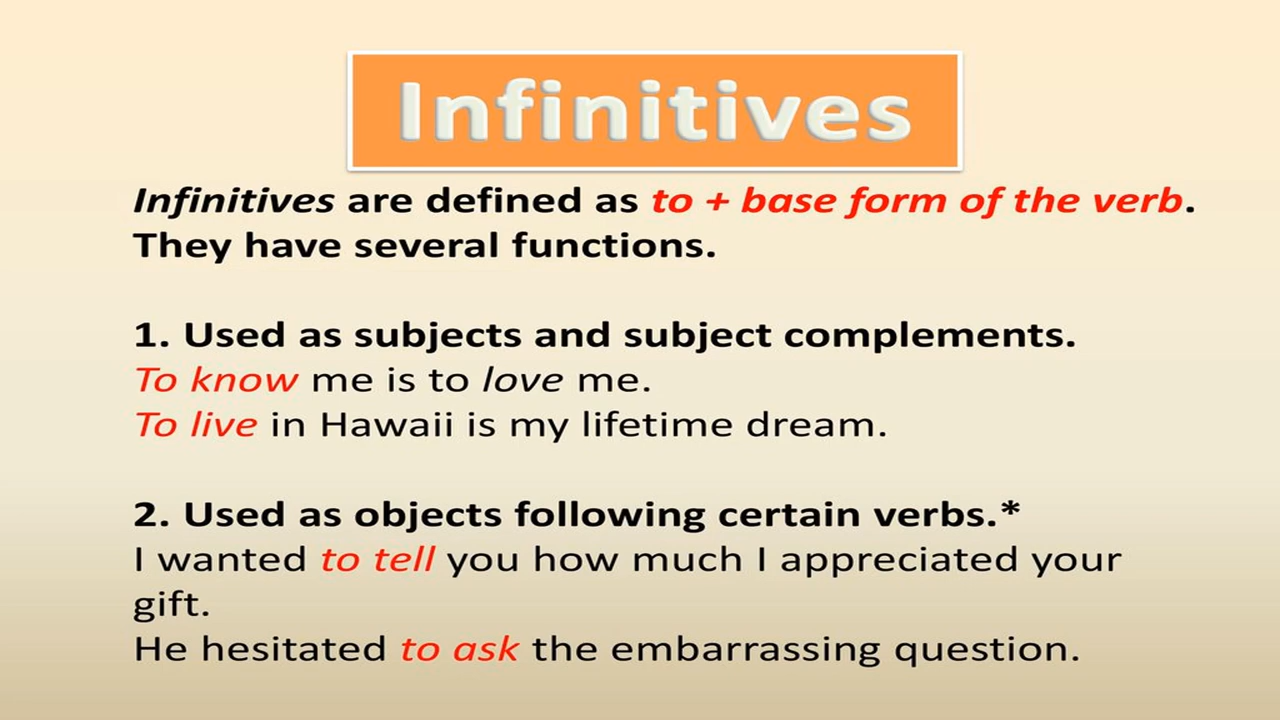 Infinitives
Infinitives are defined as to + base form of the verb.
They have several functions.
1. Used as subjects and subject complements.
To know me is to love me.
To live in Hawaii is my lifetime dream.
2. Used as objects following certain verbs.*
I wanted to tell you how much I appreciated your
gift.
He hesitated to ask the embarrassing question.